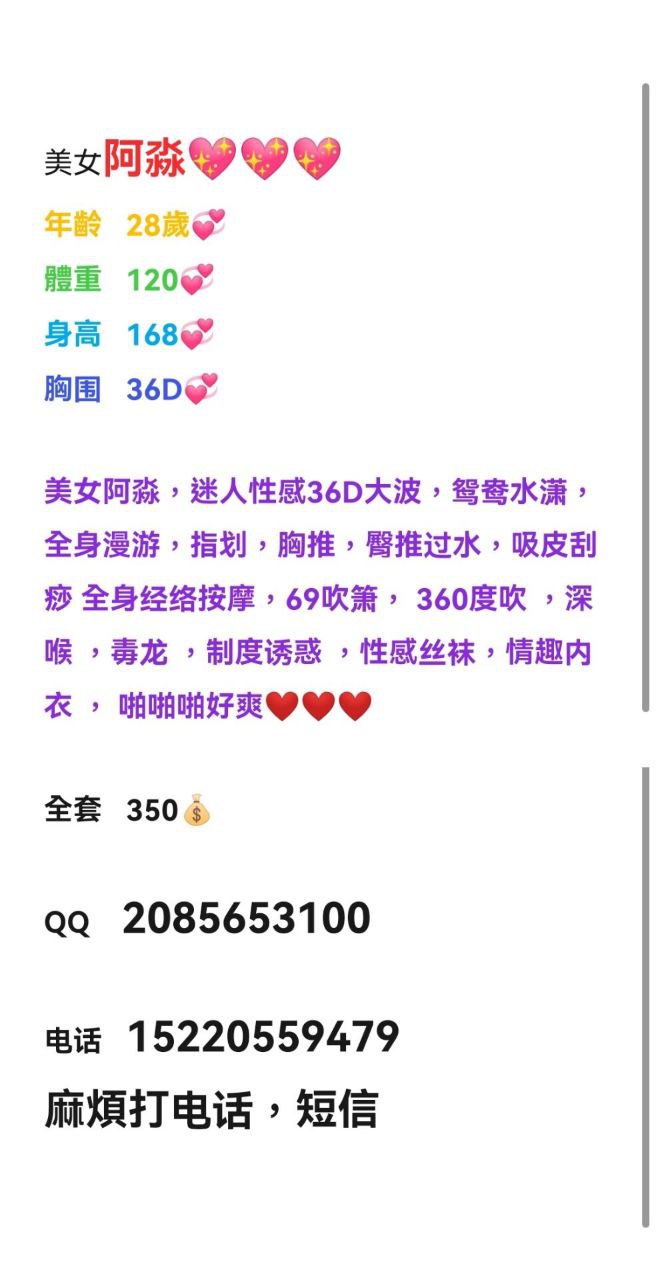 美女阿淼💖💖💖
年齡 28歲💞
體重 120💞
身高 168💞
胸围 36D💞
美女阿淼，迷人性感36D大波，鸳鸯水潇，
全身漫游，指划，胸推，臀推过水，吸皮刮
痧 全身经络按摩，69吹箫， 360度吹 ，深
喉 ，毒龙 ，制度诱惑 ，性感丝袜，情趣内
衣 ， 啪啪啪好爽❤️❤️❤️
全套 350💰
QQ 2085653100
电话 15220559479
麻煩打电话，短信